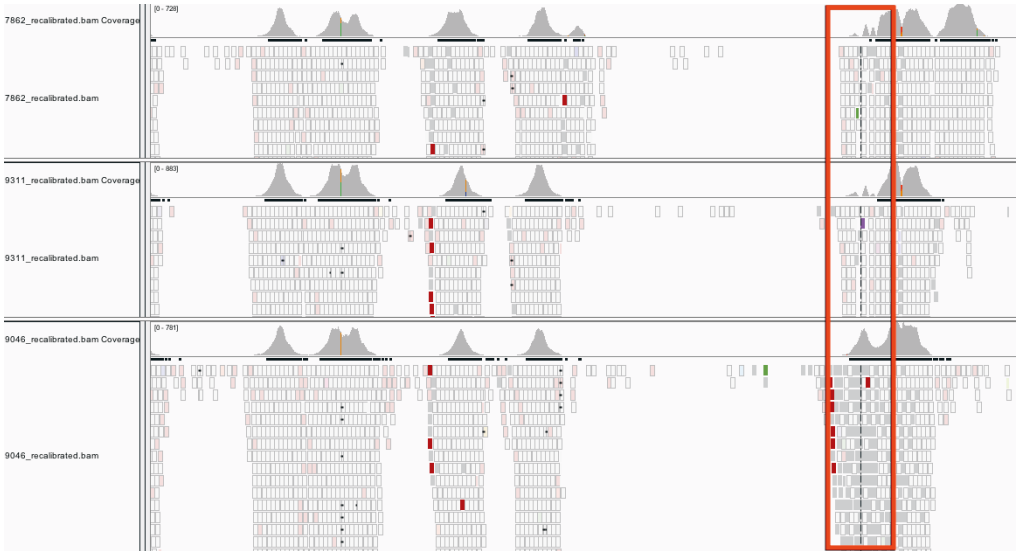 7862_recalibrated.bam Coverage
[0 - 728]
7862_recalibrated.bam
9311_recalibrated.bam Coverage
[0 - 883]
9311_recalibrated.bam
9046_recalibrated.bam Coverage
[0 - 781]
9046_recalibrated.bam